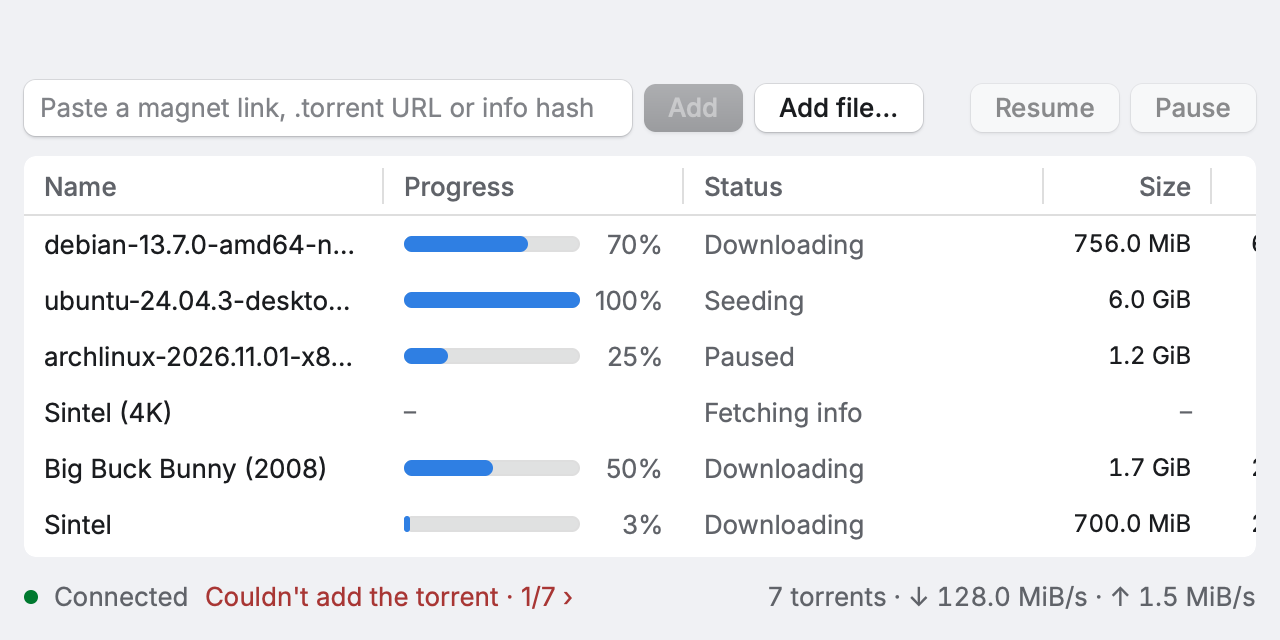 Paste a magnet link, .torrent URL or info hash Add Add file... Resume Pause
Name Progress Status Size
debian-13.7.0-amd64-n... 70% Downloading 756.0 MiB
ubuntu-24.04.3-deskto... 100% Seeding 6.0 GiB
archlinux-2026.11.01-x8... 25% Paused 1.2 GiB
Sintel (4K) – Fetching info –
Big Buck Bunny (2008) 50% Downloading 1.7 GiB
Sintel 3% Downloading 700.0 MiB
Connected Couldn't add the torrent · 1/7 › 7 torrents · ↓ 128.0 MiB/s · ↑ 1.5 MiB/s